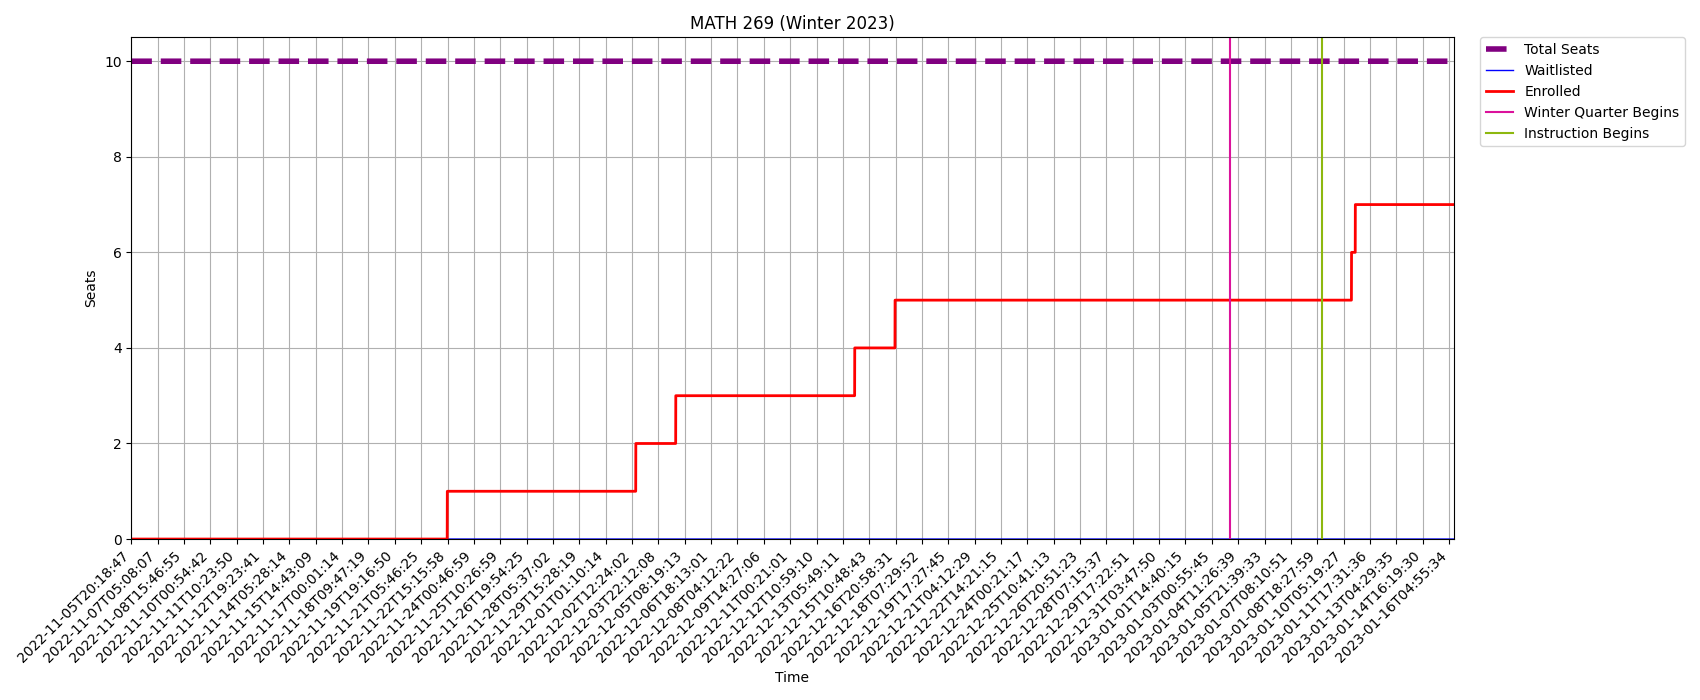 MATH 269 (Winter 2023)
Total Seats
Waitlisted
Enrolled
Winter Quarter Begins
Instruction Begins
10
8
6
4
2
0
Seats
2022-11-05T20:18:47
2022-11-07T05:08:07
2022-11-08T15:46:55
2022-11-10T00:54:42
2022-11-11T10:23:50
2022-11-12T19:23:41
2022-11-14T05:28:14
2022-11-15T14:43:09
2022-11-17T00:01:14
2022-11-18T09:47:19
2022-11-19T19:16:50
2022-11-21T05:46:25
2022-11-22T15:15:58
2022-11-24T00:46:59
2022-11-25T10:26:59
2022-11-26T19:54:25
2022-11-28T05:37:02
2022-11-29T15:28:19
2022-12-01T01:10:14
2022-12-02T12:24:02
2022-12-03T22:12:08
2022-12-05T08:19:13
2022-12-06T18:13:01
2022-12-08T04:12:22
2022-12-09T14:27:06
2022-12-11T00:21:01
2022-12-12T10:59:10
2022-12-13T05:49:11
2022-12-15T10:48:43
2022-12-16T20:58:31
2022-12-18T07:29:52
2022-12-19T17:27:45
2022-12-21T04:12:29
2022-12-22T14:21:15
2022-12-24T00:21:17
2022-12-25T10:41:13
2022-12-26T20:51:23
2022-12-28T07:15:37
2022-12-29T17:22:51
2022-12-31T03:47:50
2023-01-01T14:40:15
2023-01-03T00:55:45
2023-01-04T11:26:39
2023-01-05T21:39:33
2023-01-07T08:10:51
2023-01-08T18:27:59
2023-01-10T05:19:27
2023-01-11T17:31:36
2023-01-13T04:29:35
2023-01-14T16:19:30
2023-01-16T04:55:34
Time